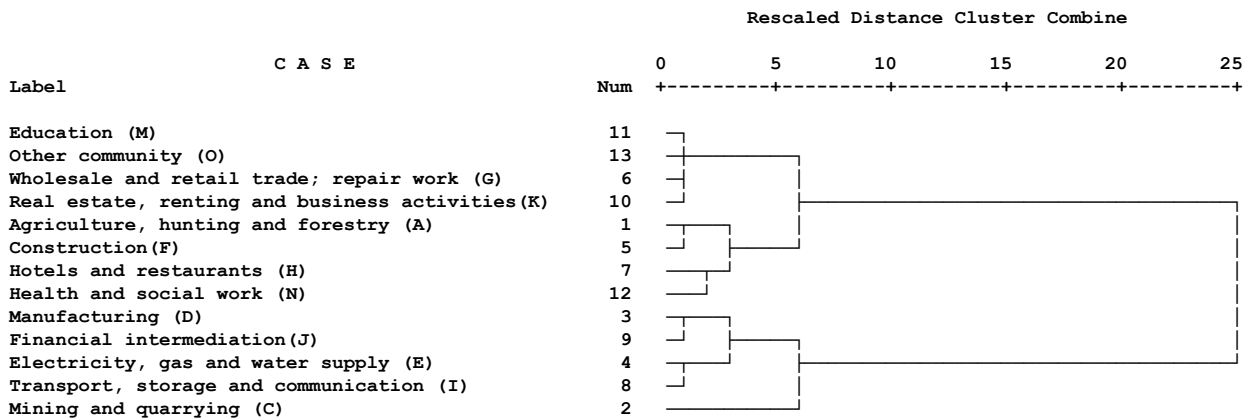 Rescaled Distance Cluster Combine
C A S E 0 5 10 15 20 25
Label Num +---------+---------+---------+---------+---------+
Education (M) 11
Other community (O) 13
Wholesale and retail trade; repair work (G) 6
Real estate, renting and business activities(K) 10
Agriculture, hunting and forestry (A) 1
Construction(F) 5
Hotels and restaurants (H) 7
Health and social work (N) 12
Manufacturing (D) 3
Financial intermediation(J) 9
Electricity, gas and water supply (E) 4
Transport, storage and communication (I) 8
Mining and quarrying (C) 2